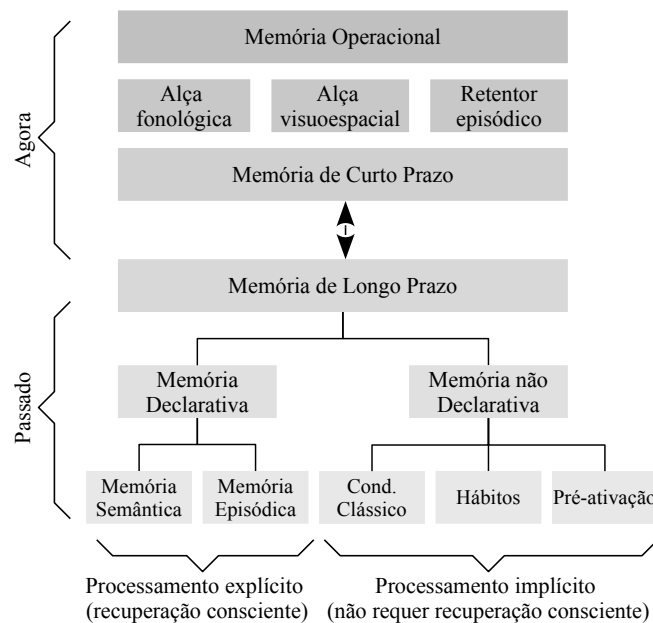 Agora
Memória Operacional
Alça
fonológica
Alça
visuoespacial
Retentor
episódico
Memória de Curto Prazo
Passado
Memória de Longo Prazo
Memória
Declarativa
Memória não
Declarativa
Memória
Semântica
Memória
Episódica
Cond.
Clássico
Hábitos
Pré-ativação
Processamento explícito
(recuperação consciente)
Processamento implícito
(não requer recuperação consciente)